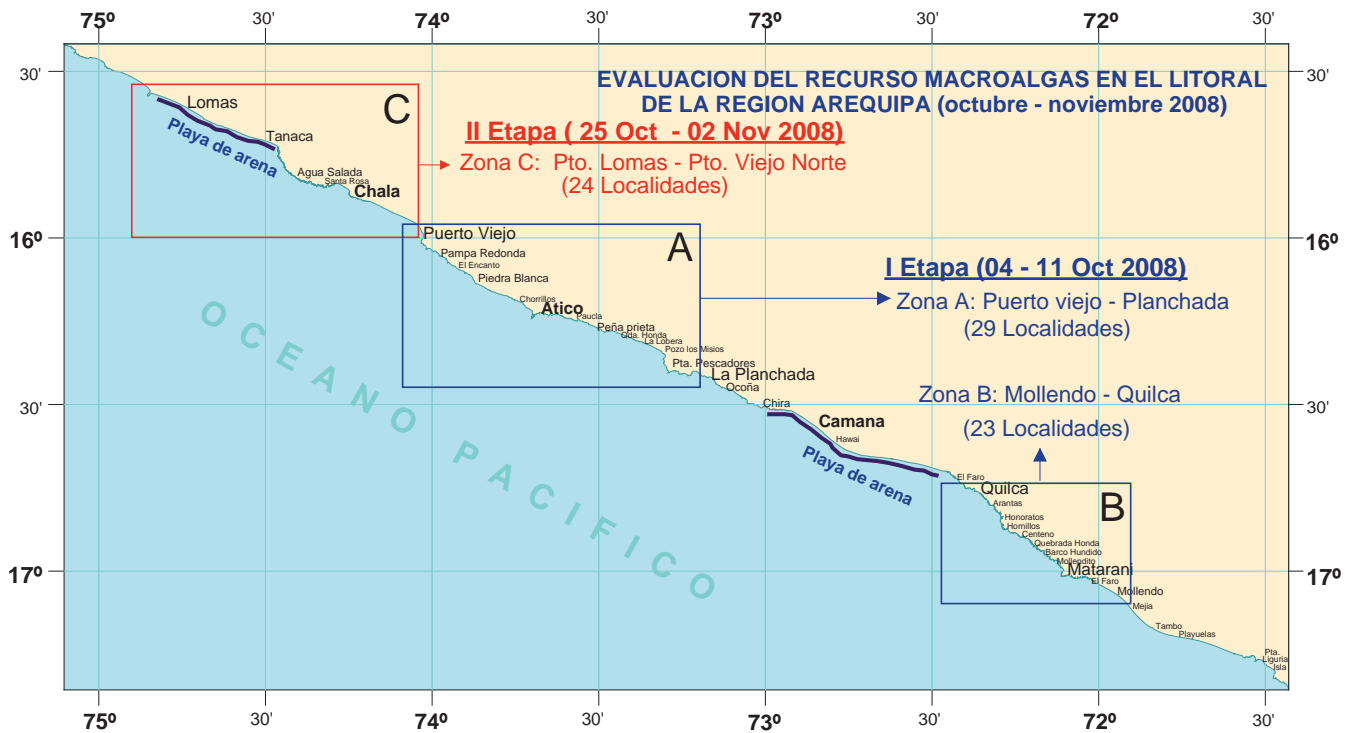 75º 30' 74º 30' 73º 30' 72º 30'
30'
16º
30'
17º
30'
16º
30'
17º
EVALUACION DEL RECURSO MACROALGAS EN EL LITORAL
DE LA REGION AREQUIPA (octubre - noviembre 2008)
C
II Etapa ( 25 Oct - 02 Nov 2008)
Zona C: Pto. Lomas - Pto. Viejo Norte
(24 Localidades)
Lomas
Playa de arena
Tanaca
Agua Salada
Santa Rosa
Chala
A
I Etapa (04 - 11 Oct 2008)
Zona A: Puerto viejo - Planchada
(29 Localidades)
Zona B: Mollendo - Quilca
(23 Localidades)
Puerto Viejo
Pampa Redonda
El Encanto
Piedra Blanca
Chorrillos
Atico
Paucla
Peña prieta
Qda. Honda
La Lobera
Pozo los Misios
Pta. Pescadores
La Planchada
Ocoña
Chira
Camana
Hawai
Playa de arena
OCEANO PACIFICO
B
El Faro
Quilca
Arantas
Honoratos
Hornillos
Centeno
Quebrada Honda
Barco Hundido
Mollendito
Matarani
El Faro
Mollendo
Mejia
Tambo
Playuelas
Pta.
Liguria
Isla
75º 30' 74º 30' 73º 30' 72º 30'